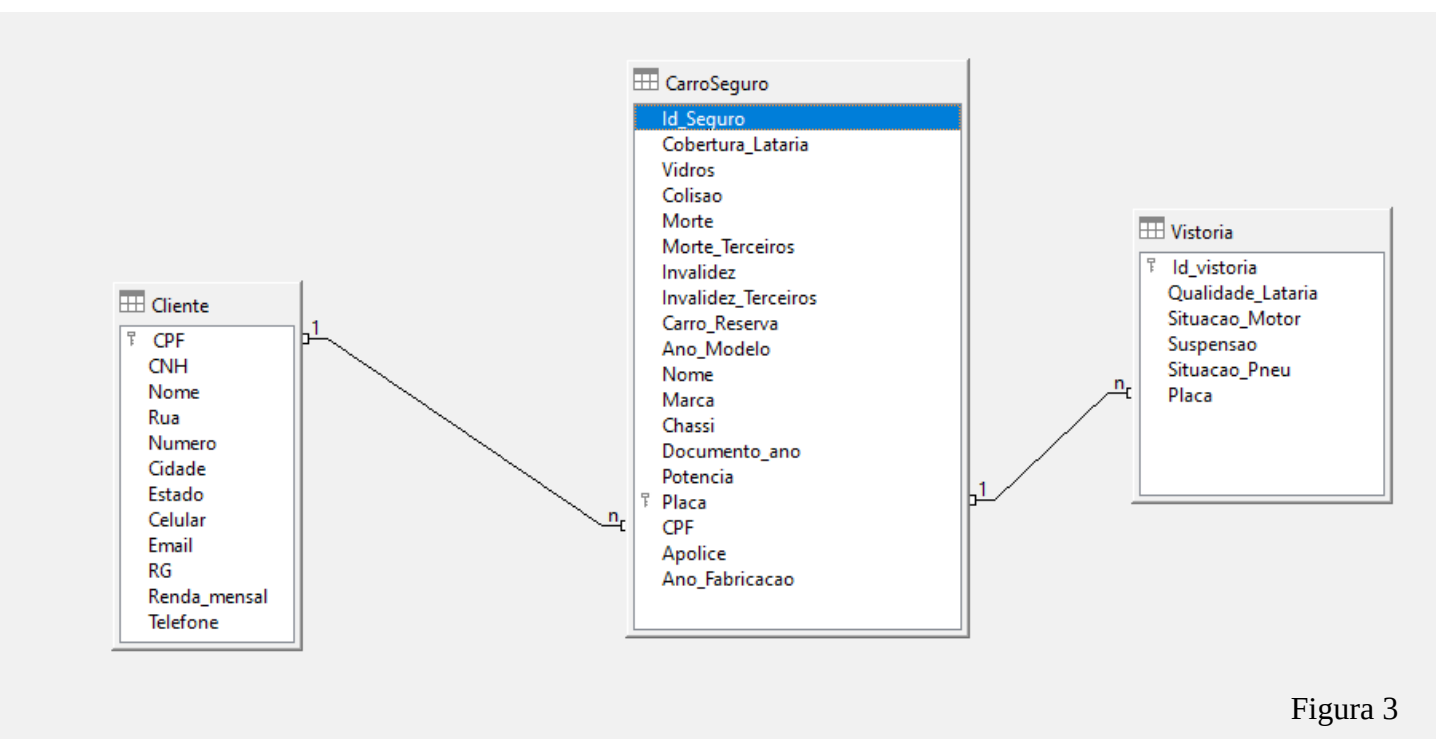 Cliente
CPF
CNH
Nome
Rua
Numero
Cidade
Estado
Celular
Email
RG
Renda_mensal
Telefone
1
n
CarroSeguro
Id_Seguro
Cobertura_Lataria
Vidros
Colisao
Morte
Morte_Terceiros
Invalidez
Invalidez_Terceiros
Carro_Reserva
Ano_Modelo
Nome
Marca
Chassi
Documento_ano
Potencia
Placa
CPF
Apolice
Ano_Fabricacao
1
n
Vistoria
Id_vistoria
Qualidade_Lataria
Situacao_Motor
Suspensao
Situacao_Pneu
Placa
Figura 3